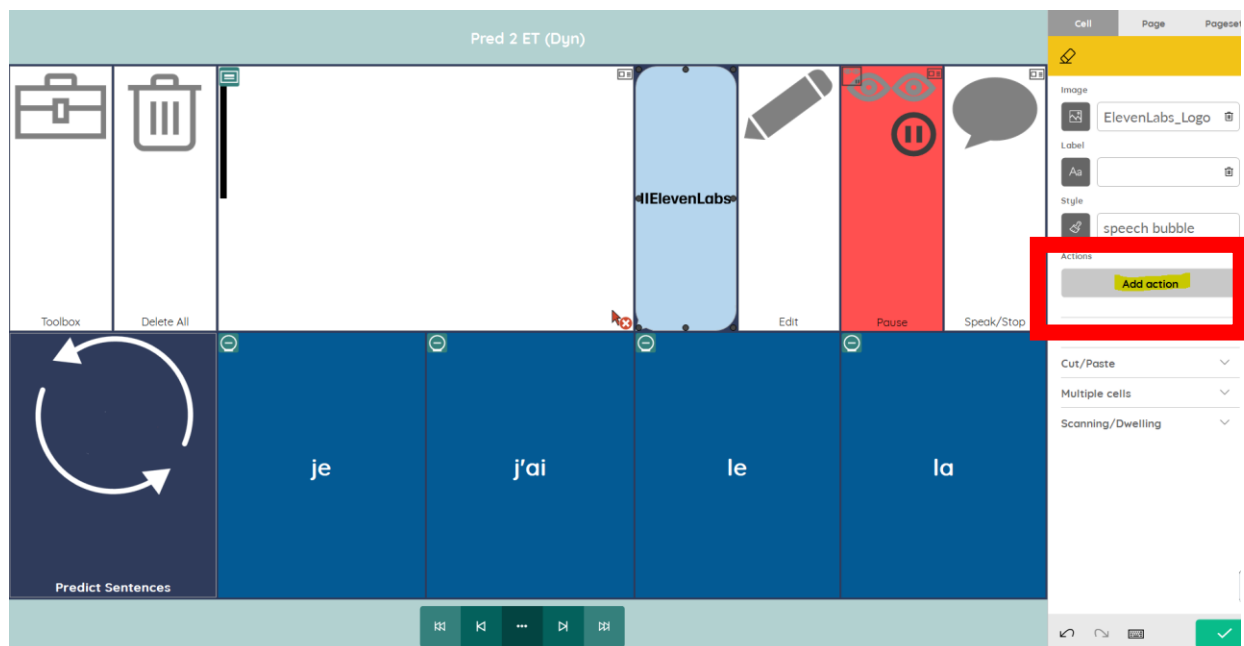 Pred 2 ET (Dyn)
Toolbox
Delete All
IIElevenLabs
Edit
Pause
Speak/Stop
Predict Sentences
je
j'ai
le
la
Cell
Page
Pageset
Image
ElevenLabs_Logo
Label
Aa
Style
speech bubble
Actions
Add action
Cut/Paste
Multiple cells
Scanning/Dwelling